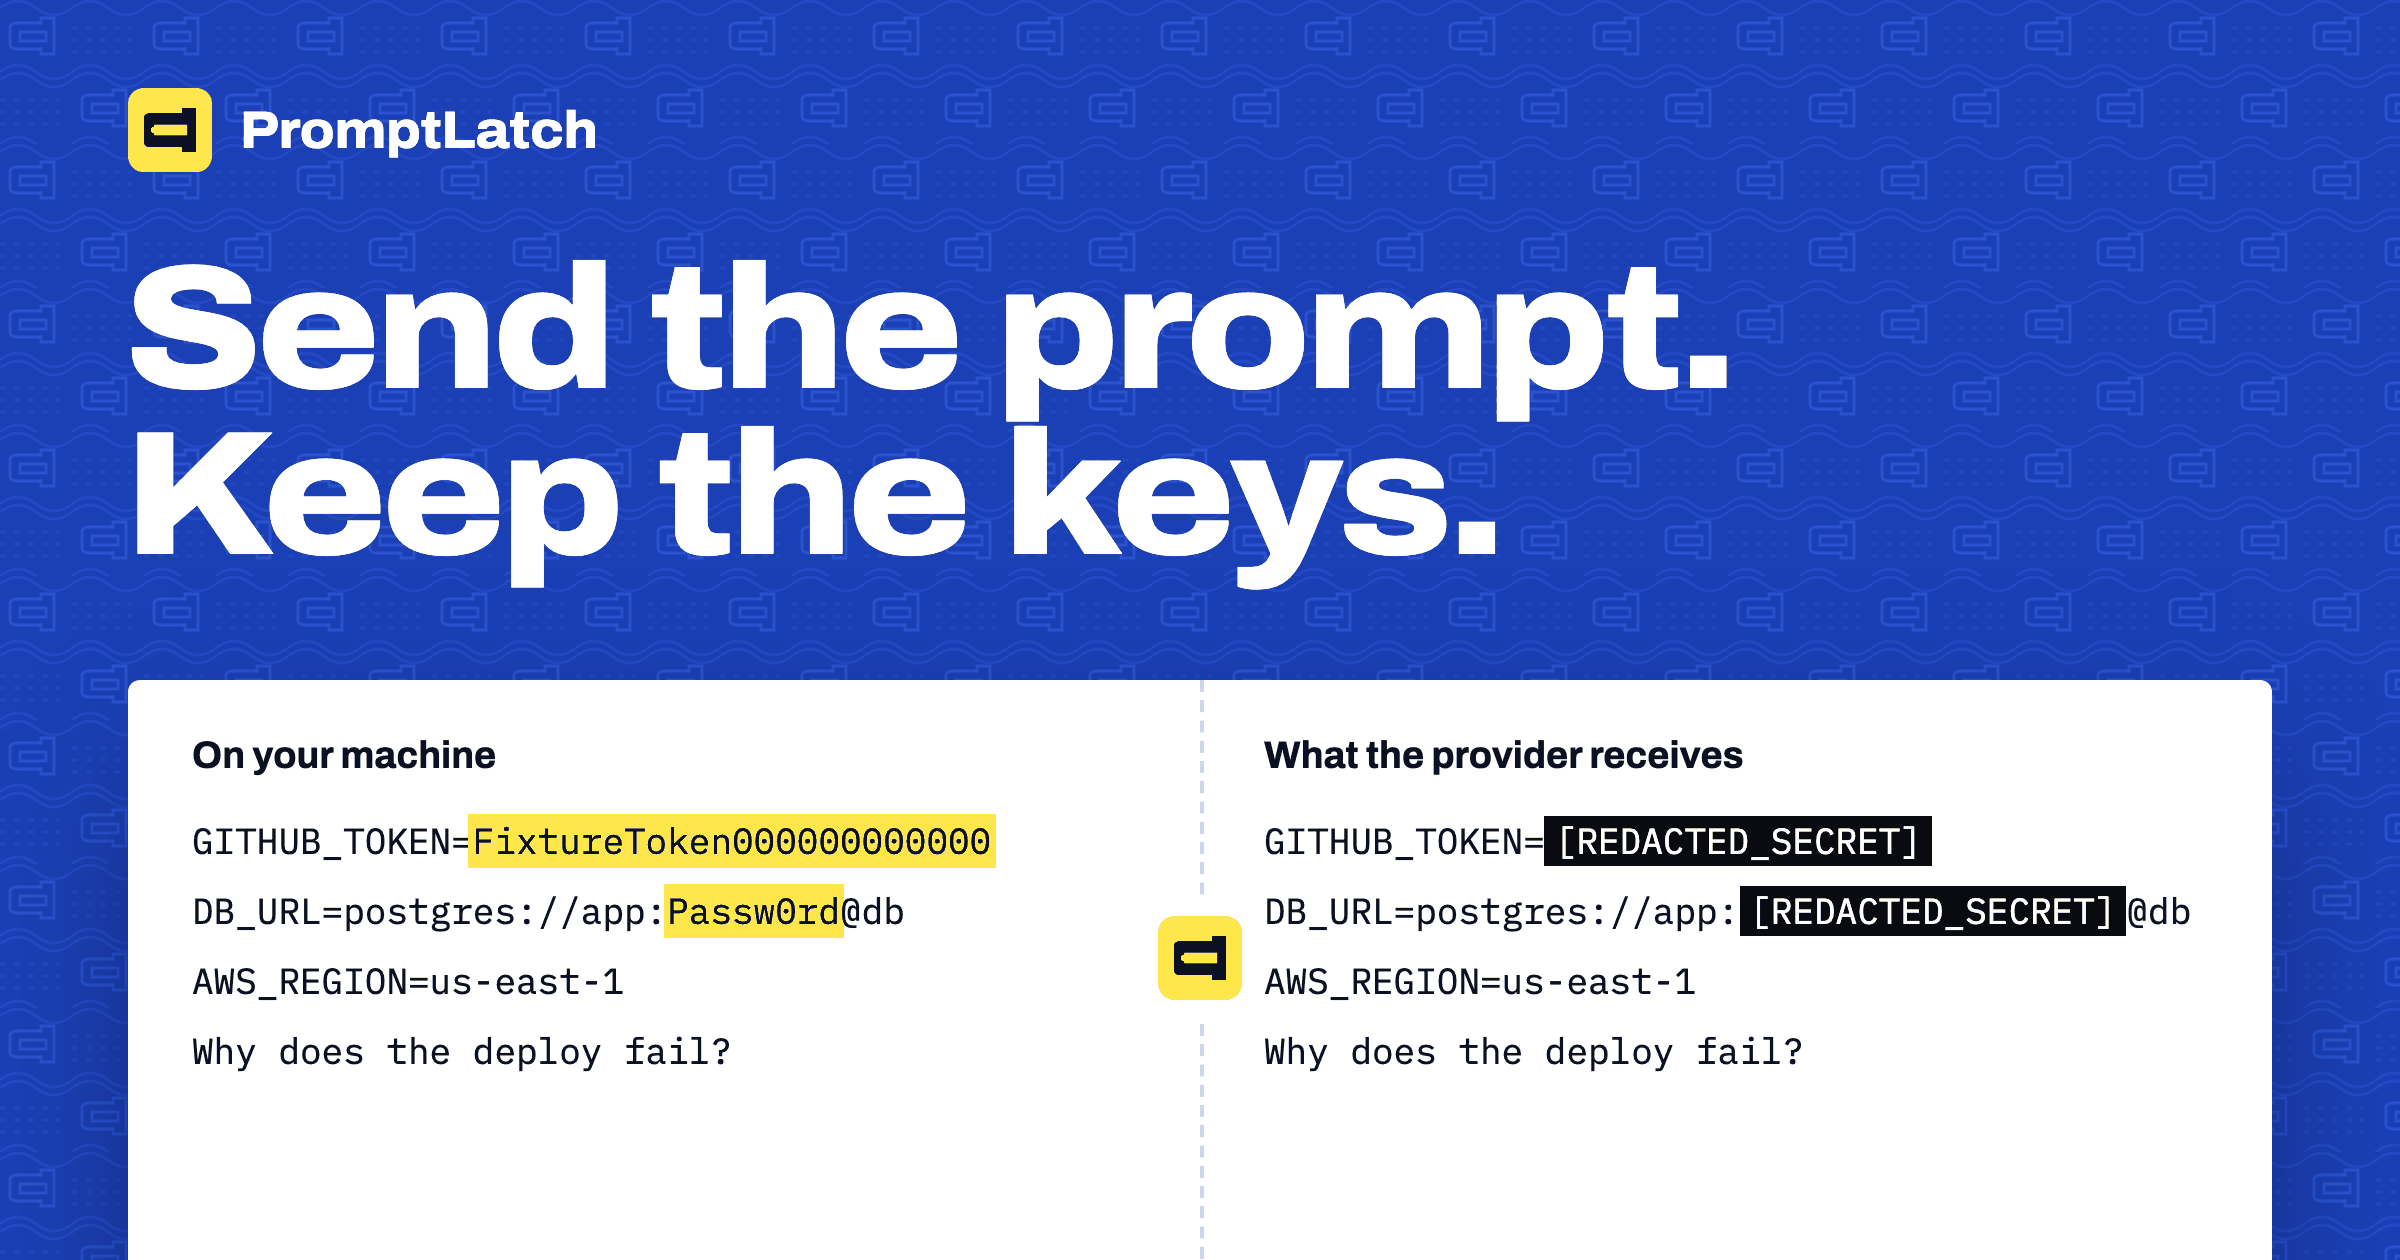 PromptLatch
Send the prompt.
Keep the keys.
On your machine
GITHUB_TOKEN=FixtureToken000000000000
DB_URL=postgres://app:Passw0rd@db
AWS_REGION=us-east-1
Why does the deploy fail?
What the provider receives
GITHUB_TOKEN=[REDACTED_SECRET]
DB_URL=postgres://app:[REDACTED_SECRET]@db
AWS_REGION=us-east-1
Why does the deploy fail?